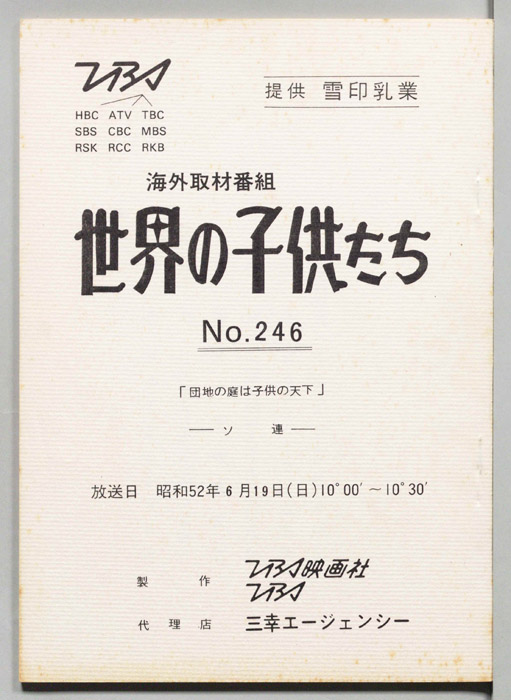 TBS
提供 雪印乳業
HBC ATV TBC
SBS CBC MBS
RSK RCC RKB
海外取材番組
世界の子供たち
No.246
「団地の庭は子供の天下」
── ソ 連 ──
放送日 昭和52年 6月19日(日)10°00′~10°30′
製 作 TBS映画社
TBS
代理店 三幸エージェンシー